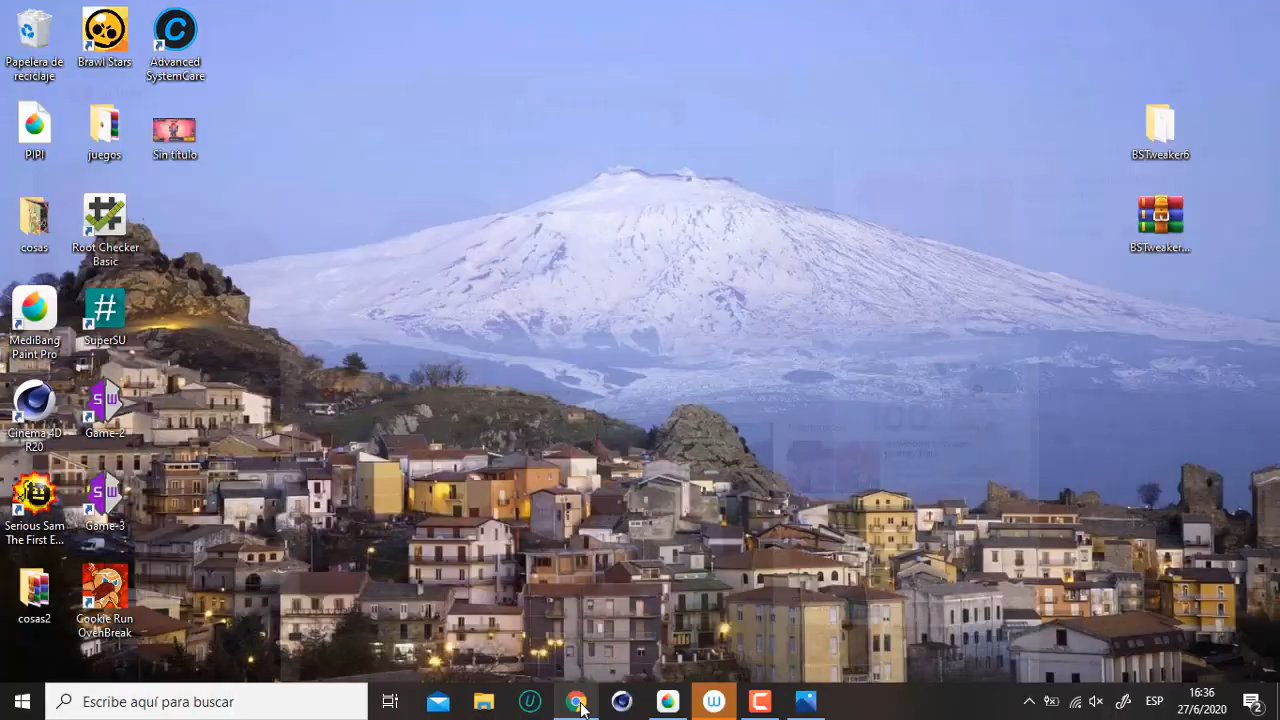 Papelera de
reciclaje
Brawl Stars
Advanced
SystemCare
PIPI
juegos
Sin título
cosas
Root Checker
Basic
MediBang
Paint Pro
SuperSU
Cinema 4D
R20
Game-2
Serious Sam
The First E...
Game-3
cosas2
Cookie Run
OvenBreak
BSTweaker6
BSTweaker...
Escribe aquí para buscar
ESP
16:36
27/6/2020
2